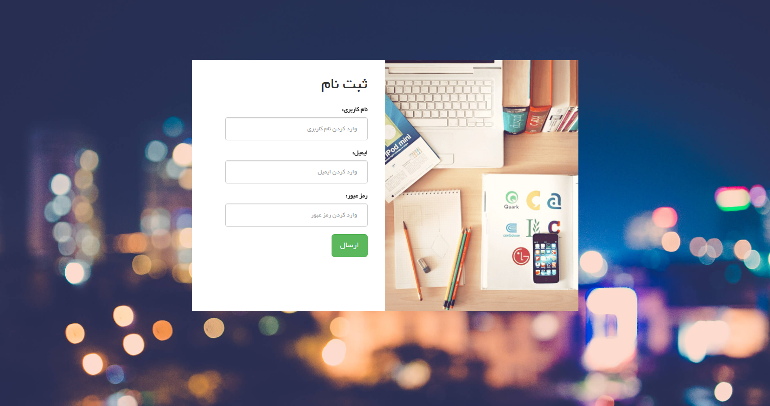 ثبت نام
نام کاربری:
وارد کردن نام کاربری
ایمیل:
وارد کردن ایمیل
رمز عبور:
وارد کردن رمز عبور
ارسال
iPod mini
Quark
LG